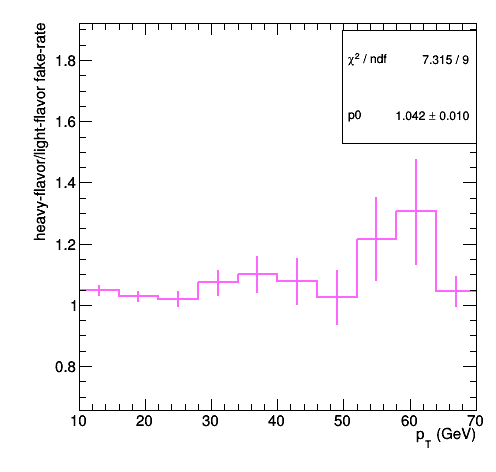 heavy-flavor/light-flavor fake-rate
χ² / ndf 7.315 / 9
p0 1.042 ± 0.010
1.8
1.6
1.4
1.2
1
0.8
10 20 30 40 50 60 70
p_T (GeV)